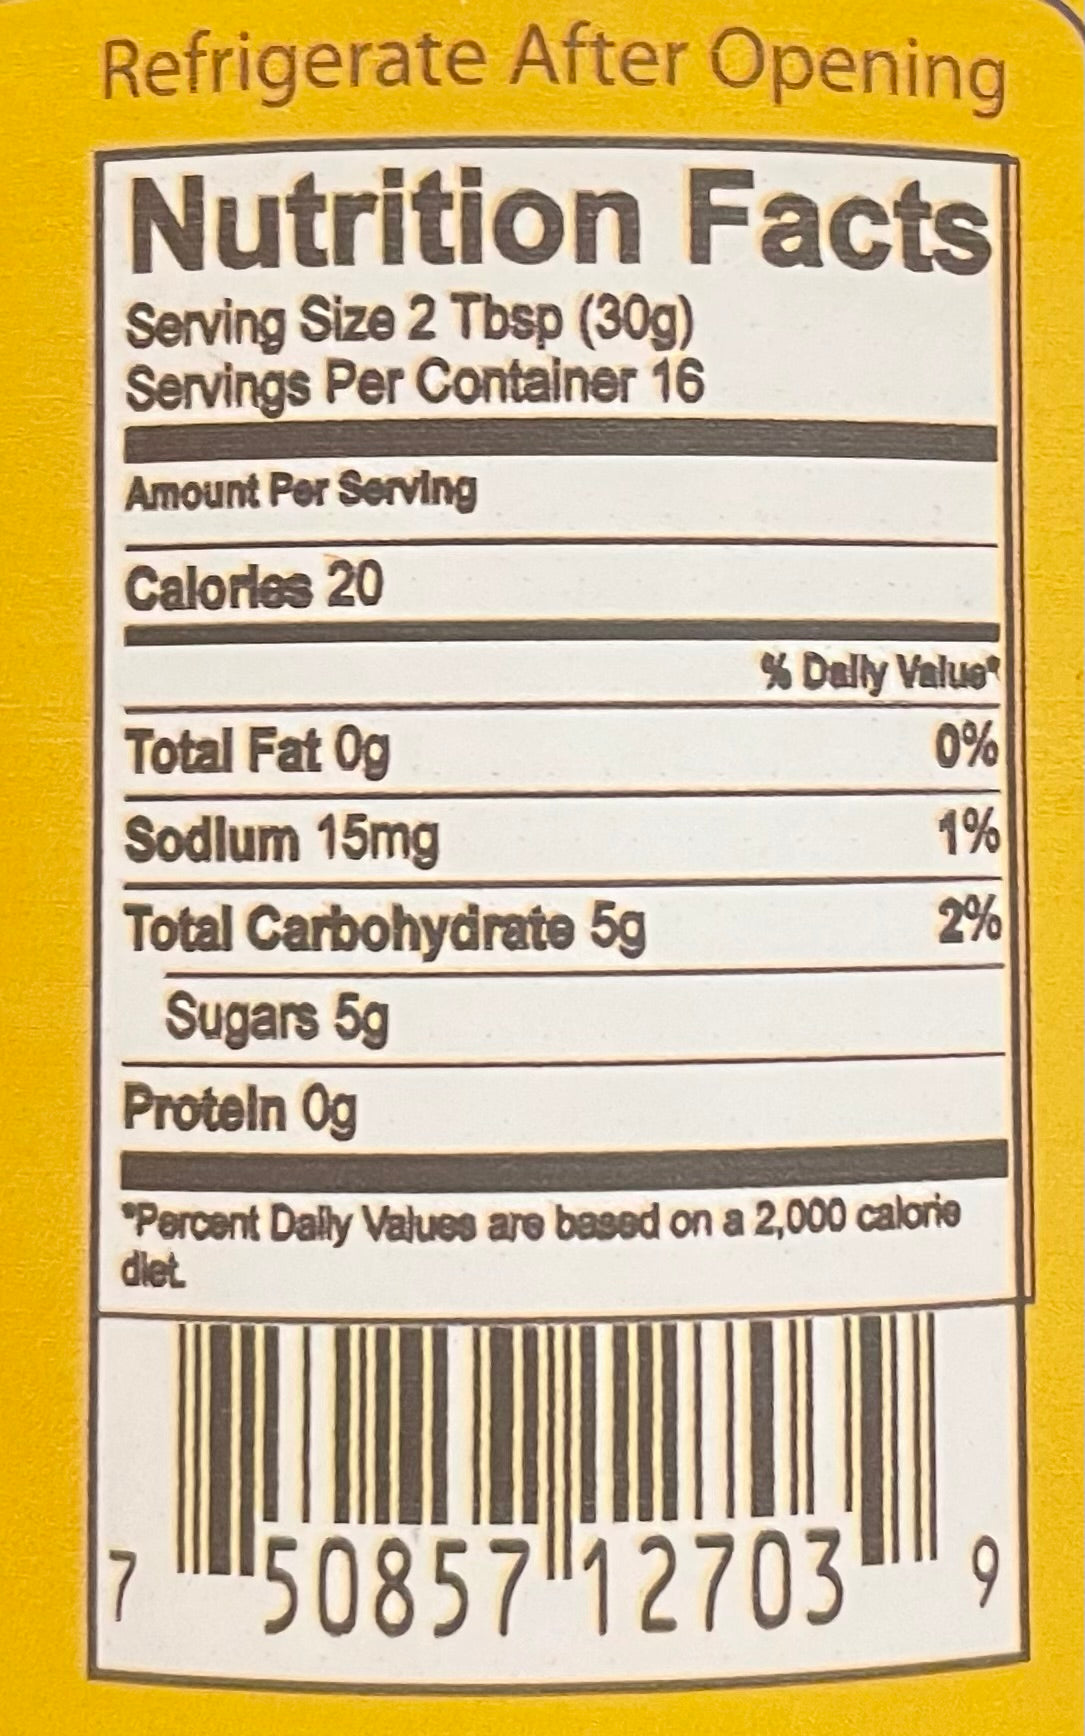 Refrigerate After Opening
Nutrition Facts
Serving Size 2 Tbsp (30g)
Servings Per Container 16
Amount Per Serving
Calories 20
% Daily Value*
Total Fat 0g 0%
Sodium 15mg 1%
Total Carbohydrate 5g 2%
Sugars 5g
Protein 0g
*Percent Daily Values are based on a 2,000 calorie
diet.
7 50857 12703 9